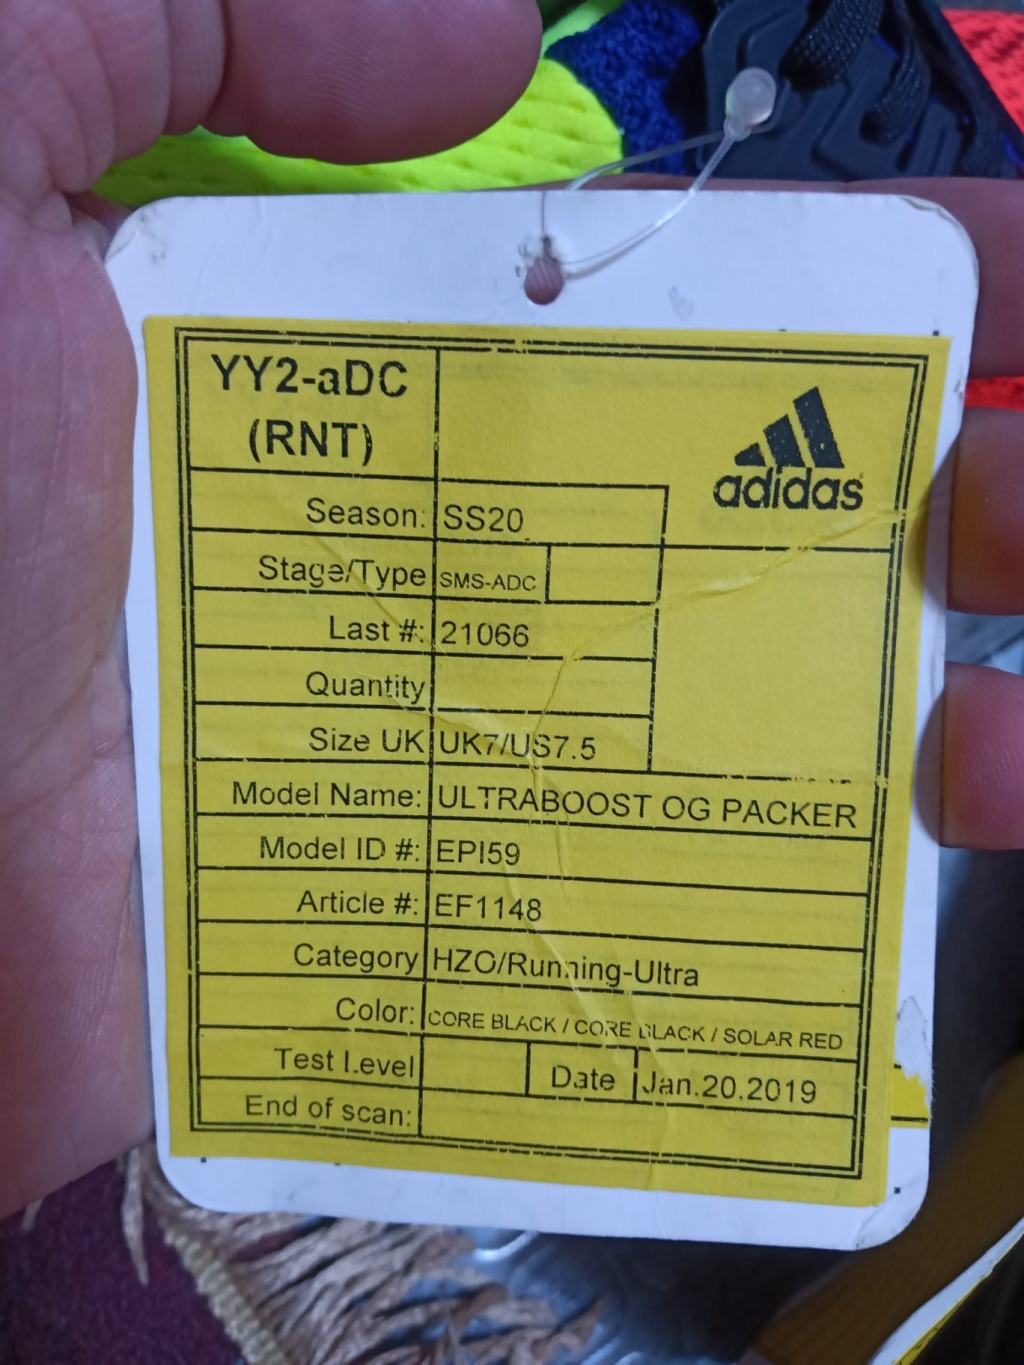 YY2-aDC
(RNT)
adidas
Season: SS20
Stage/Type SMS-ADC
Last #: 21066
Quantity
Size UK UK7/US7.5
Model Name: ULTRABOOST OG PACKER
Model ID #: EPI59
Article #: EF1148
Category HZO/Running-Ultra
Color: CORE BLACK / CORE BLACK / SOLAR RED
Test Level Date Jan.20.2019
End of scan: